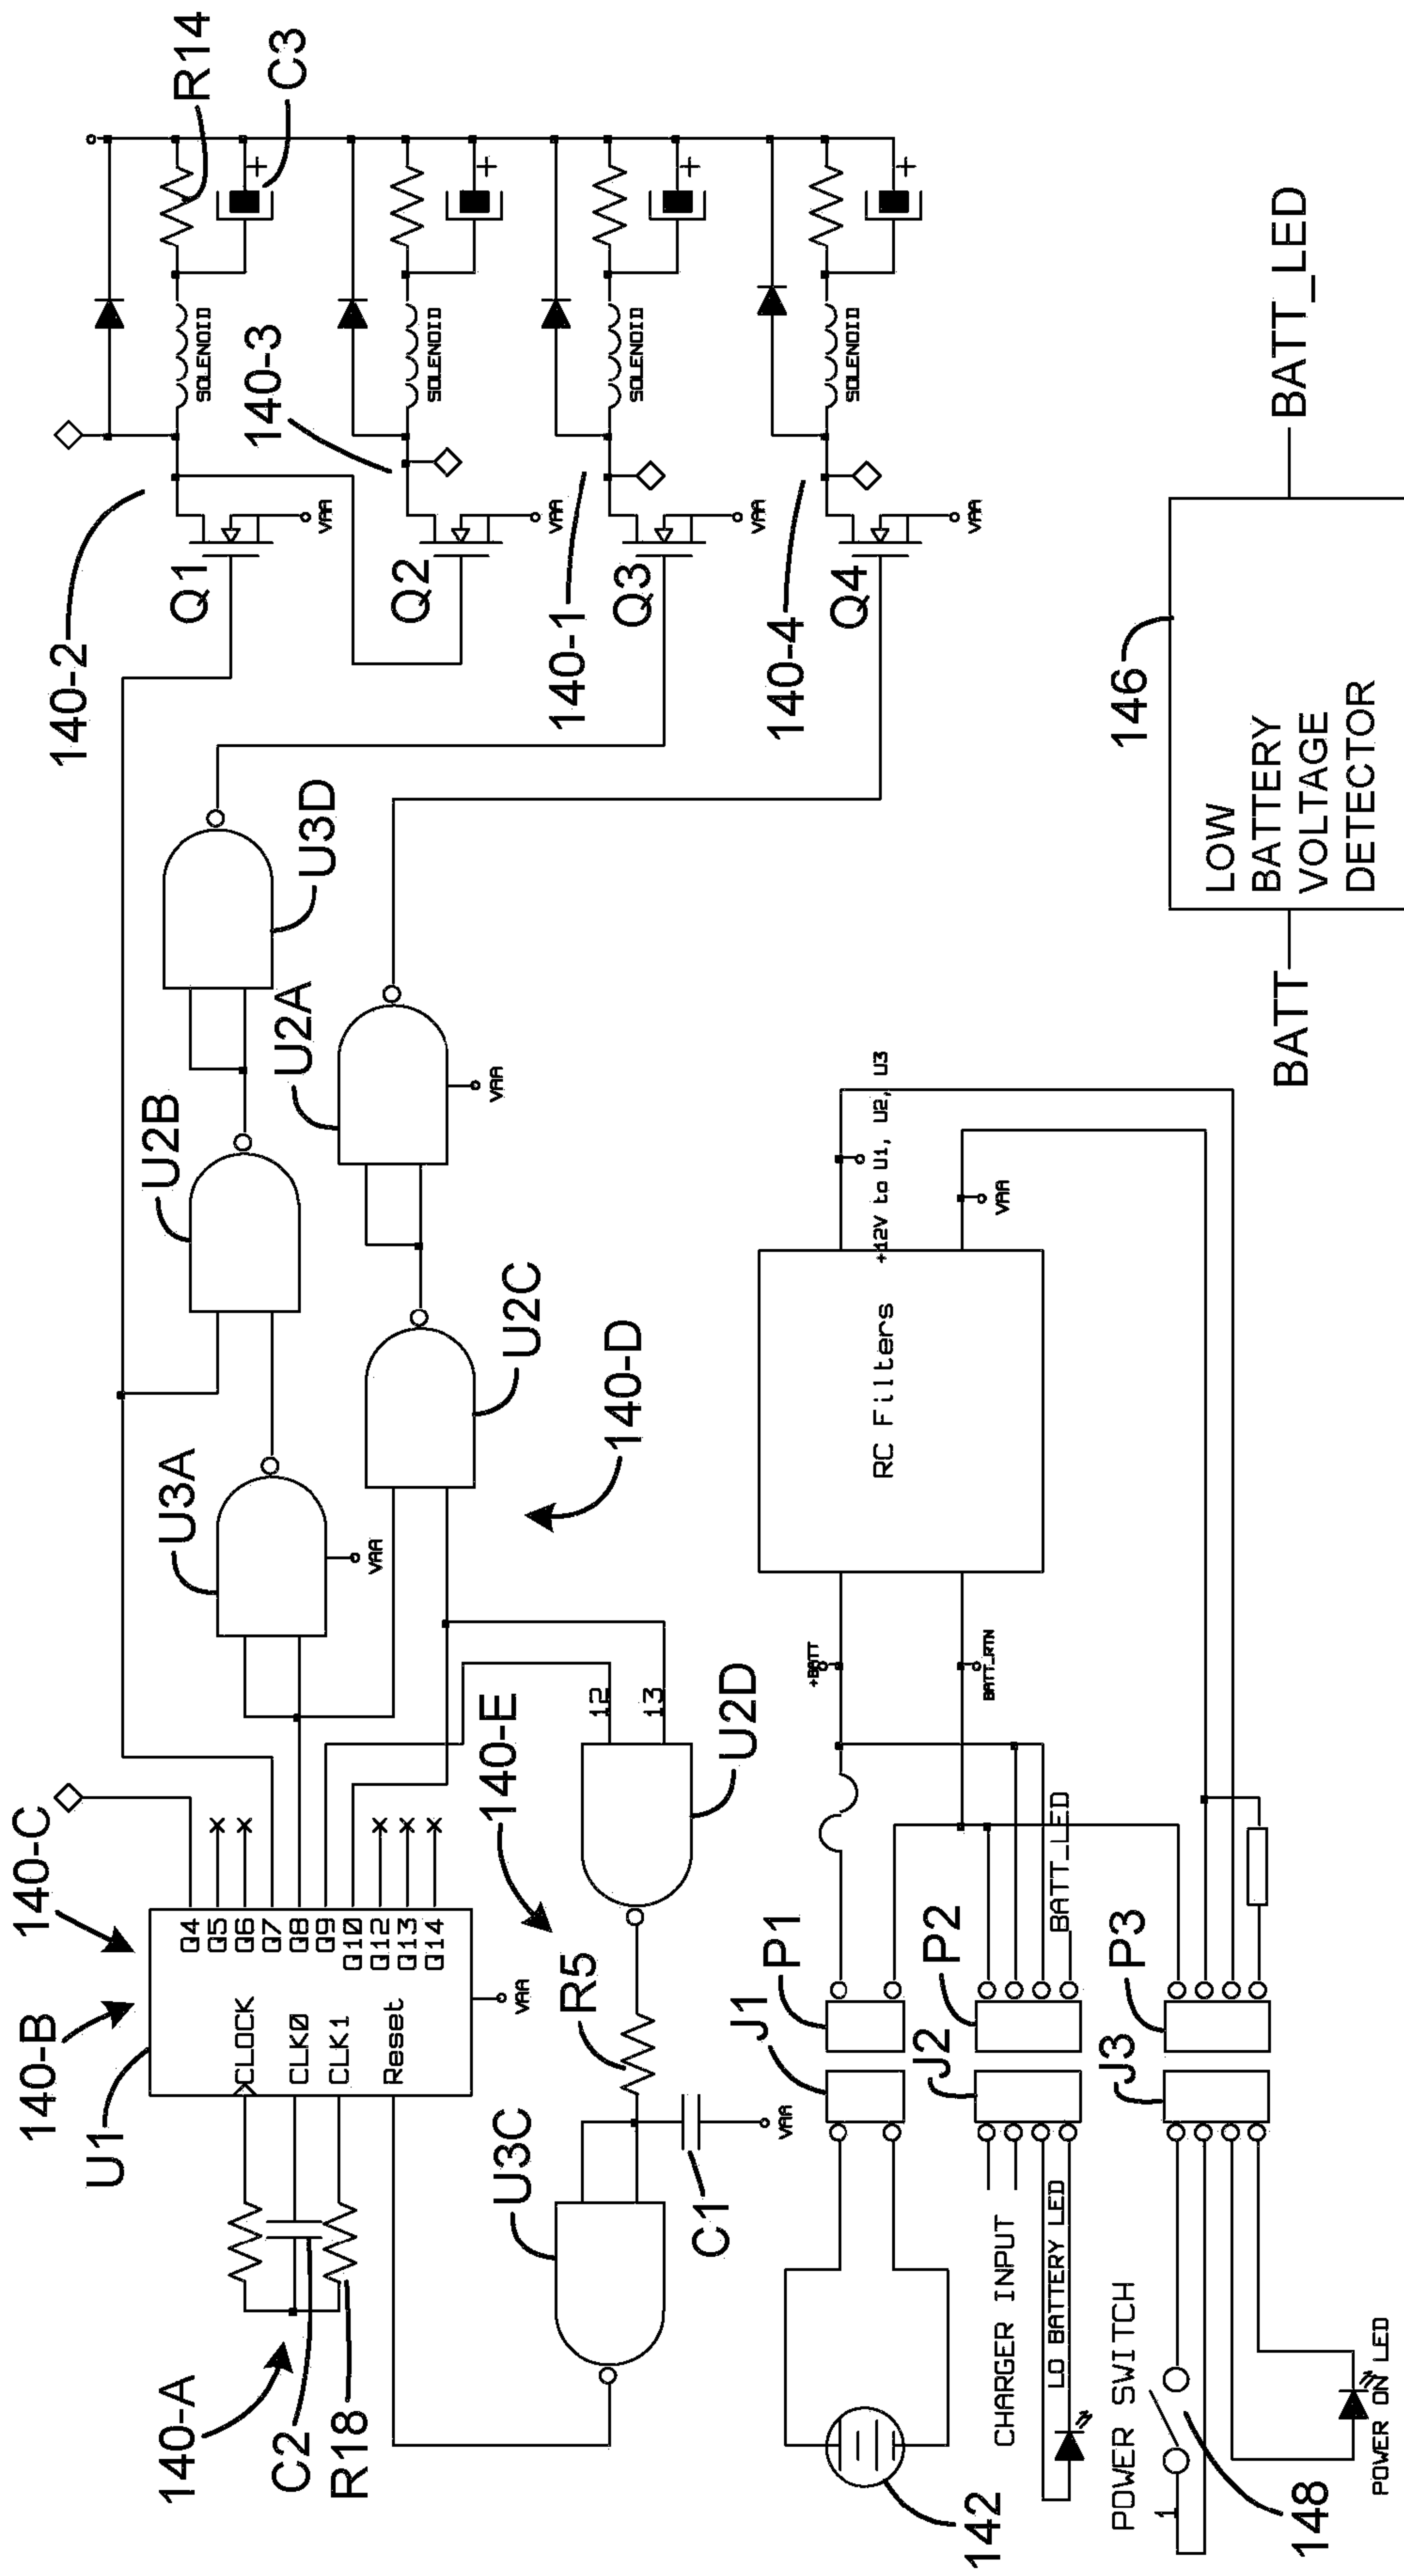 140-A
C2
R18
140-B
U1
140-C
CLOCK
CLK0
CLK1
Reset
Q4
Q5
Q6
Q7
Q8
Q9
Q10
Q12
Q13
Q14
VAA
U3A
VAA
U2B
U3D
U2C
U2A
VAA
140-D
140-E
U3C
C1
VAA
R5
12
13
U2D
140-2
Q1
VAA
SOLENOID
R14
+
C3
140-3
Q2
VAA
SOLENOID
+
140-1
Q3
VAA
SOLENOID
+
140-4
Q4
VAA
SOLENOID
+
142
J1
P1
+BATT
BATT_RTN
RC Filters
+12V to U1, U2, U3
VAA
CHARGER INPUT
LO BATTERY LED
J2
P2
BATT_LED
POWER SWITCH
1
148
POWER ON LED
J3
P3
BATT
LOW
BATTERY
VOLTAGE
DETECTOR
146
BATT_LED